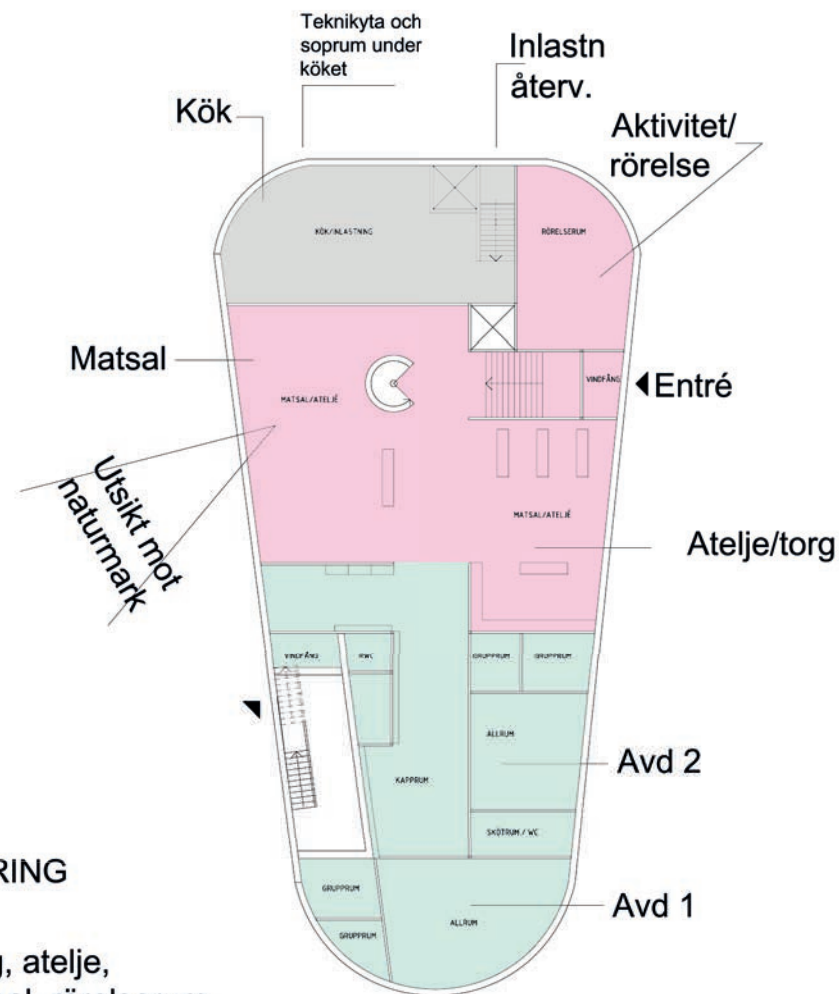 Teknikyta och
soprum under
köket
Inlastn
återv.
Kök
Aktivitet/
rörelse
KÖK/INLASTNING
RÖRELSERUM
Matsal
MATSAL/ATELJÉ
VINDFÅNG
Entré
Utsikt mot
naturmark
MATSAL/ATELJÉ
Atelje/torg
VINDFÅNG
RWC
GRUPPRUM
GRUPPRUM
ALLRUM
Avd 2
KAPPRUM
SKÖTRUM / WC
GRUPPRUM
GRUPPRUM
ALLRUM
Avd 1
RING
, atelje,